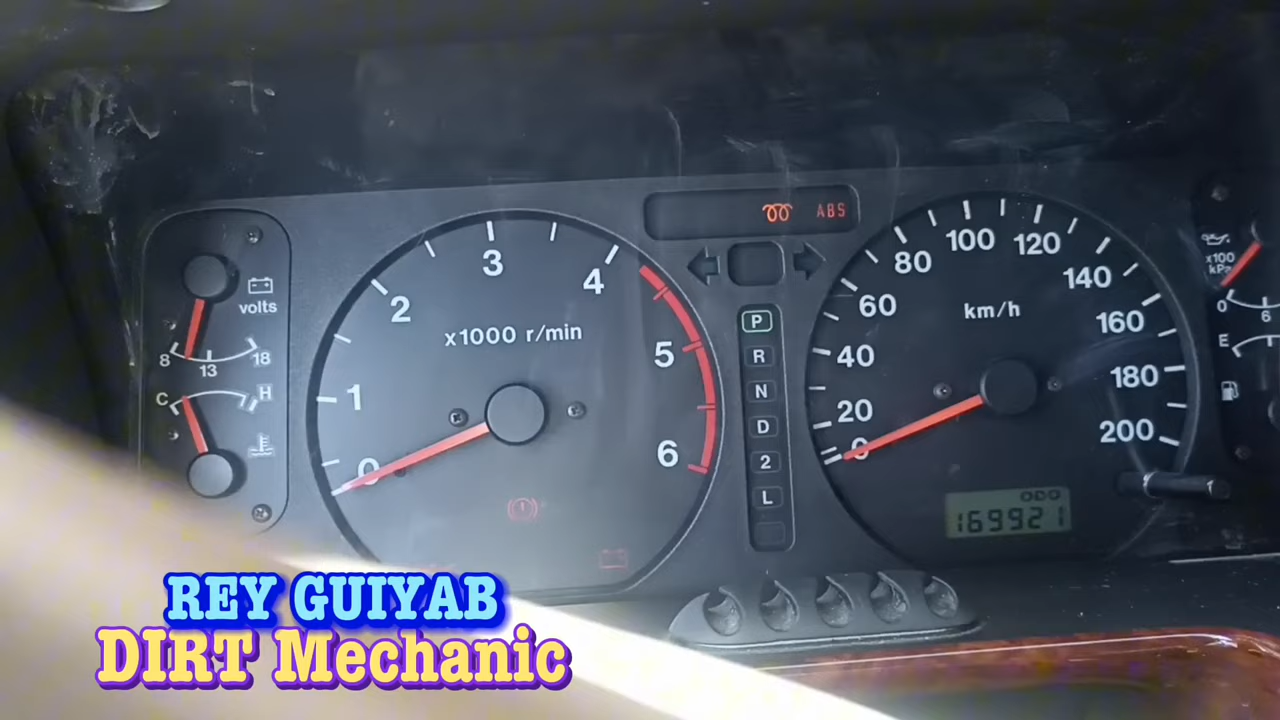 ABS
volts
8 13 18
C H
0 1 2 3 4 5 6
x1000 r/min
P
R
N
D
2
L
0 20 40 60 80 100 120 140 160 180 200
km/h
ODO
169921
x100
kPa
0 6
E
REY GUIYAB
DIRT Mechanic